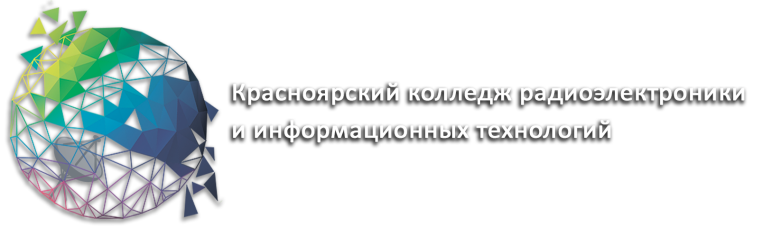 Красноярский колледж радиоэлектроники
и информационных технологий